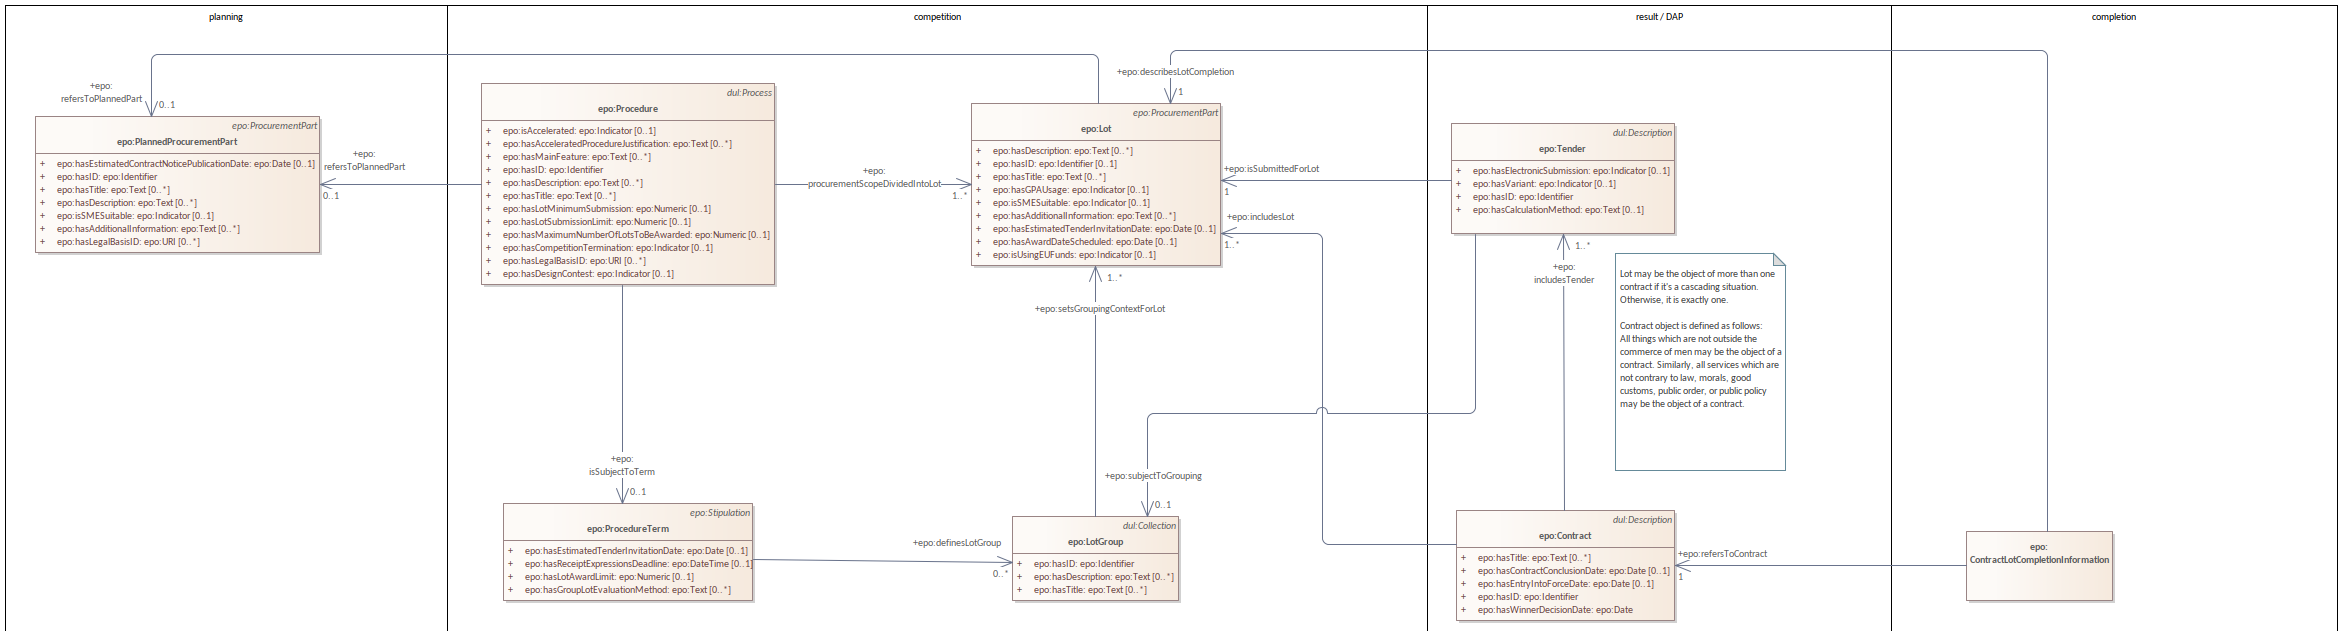 planning
competition
result / DAP
completion
+epo:
refersToPlannedPart
0..1
epo:ProcurementPart
epo:PlannedProcurementPart
+ epo:hasEstimatedContractNoticePublicationDate: epo:Date [0..1]
+ epo:hasID: epo:Identifier
+ epo:hasTitle: epo:Text [0..*]
+ epo:hasDescription: epo:Text [0..*]
+ epo:isSMESuitable: epo:Indicator [0..1]
+ epo:hasAdditionalInformation: epo:Text [0..*]
+ epo:hasLegalBasisID: epo:URI [0..*]
+epo:
refersToPlannedPart
0..1
dul:Process
epo:Procedure
+ epo:isAccelerated: epo:Indicator [0..1]
+ epo:hasAcceleratedProcedureJustification: epo:Text [0..*]
+ epo:hasMainFeature: epo:Text [0..*]
+ epo:hasID: epo:Identifier
+ epo:hasDescription: epo:Text [0..*]
+ epo:hasTitle: epo:Text [0..*]
+ epo:hasLotMinimumSubmission: epo:Numeric [0..1]
+ epo:hasLotSubmissionLimit: epo:Numeric [0..1]
+ epo:hasMaximumNumberOfLotsToBeAwarded: epo:Numeric [0..1]
+ epo:hasCompetitionTermination: epo:Indicator [0..1]
+ epo:hasLegalBasisID: epo:URI [0..*]
+ epo:hasDesignContest: epo:Indicator [0..1]
+epo:
procurementScopeDividedIntoLot
1..*
+epo:describesLotCompletion
1
epo:ProcurementPart
epo:Lot
+ epo:hasDescription: epo:Text [0..*]
+ epo:hasID: epo:Identifier [0..1]
+ epo:hasTitle: epo:Text [0..*]
+ epo:hasGPAUsage: epo:Indicator [0..1]
+ epo:isSMESuitable: epo:Indicator [0..1]
+ epo:hasAdditionalInformation: epo:Text [0..*]
+ epo:hasEstimatedTenderInvitationDate: epo:Date [0..1]
+ epo:hasAwardDateScheduled: epo:Date [0..1]
+ epo:isUsingEUFunds: epo:Indicator [0..1]
+epo:isSubmittedForLot
1
+epo:includesLot
1..*
1..*
+epo:setsGroupingContextForLot
dul:Description
epo:Tender
+ epo:hasElectronicSubmission: epo:Indicator [0..1]
+ epo:hasVariant: epo:Indicator [0..1]
+ epo:hasID: epo:Identifier
+ epo:hasCalculationMethod: epo:Text [0..1]
1..*
+epo:
includesTender
Lot may be the object of more than one
contract if it's a cascading situation.
Otherwise, it is exactly one.
Contract object is defined as follows:
All things which are not outside the
commerce of men may be the object of a
contract. Similarly, all services which are
not contrary to law, morals, good
customs, public order, or public policy
may be the object of a contract.
+epo:
isSubjectToTerm
0..1
epo:Stipulation
epo:ProcedureTerm
+ epo:hasEstimatedTenderInvitationDate: epo:Date [0..1]
+ epo:hasReceiptExpressionsDeadline: epo:DateTime [0..1]
+ epo:hasLotAwardLimit: epo:Numeric [0..1]
+ epo:hasGroupLotEvaluationMethod: epo:Text [0..*]
+epo:definesLotGroup
0..*
+epo:subjectToGrouping
0..1
dul:Collection
epo:LotGroup
+ epo:hasID: epo:Identifier
+ epo:hasDescription: epo:Text [0..*]
+ epo:hasTitle: epo:Text [0..*]
dul:Description
epo:Contract
+ epo:hasTitle: epo:Text [0..*]
+ epo:hasContractConclusionDate: epo:Date [0..1]
+ epo:hasEntryIntoForceDate: epo:Date [0..1]
+ epo:hasID: epo:Identifier
+ epo:hasWinnerDecisionDate: epo:Date
+epo:refersToContract
1
epo:
ContractLotCompletionInformation